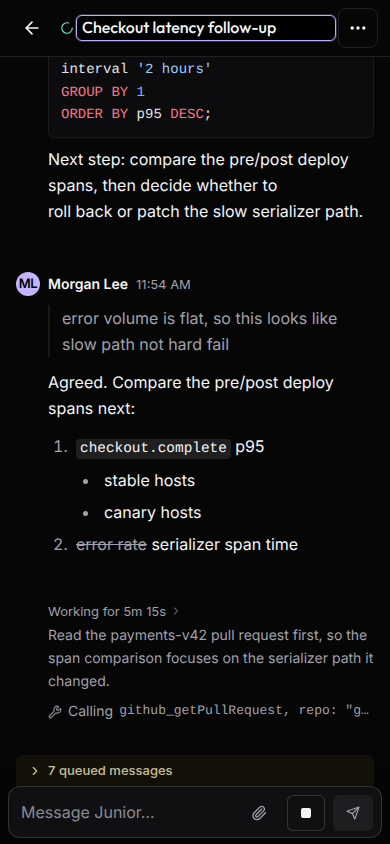 Checkout latency follow-up
interval '2 hours'
GROUP BY 1
ORDER BY p95 DESC;
Next step: compare the pre/post deploy
spans, then decide whether to
roll back or patch the slow serializer path.
ML Morgan Lee 11:54 AM
error volume is flat, so this looks like
slow path not hard fail
Agreed. Compare the pre/post deploy
spans next:
1. checkout.complete p95
• stable hosts
• canary hosts
2. error rate serializer span time
Working for 5m 15s >
Read the payments-v42 pull request first, so the
span comparison focuses on the serializer path it
changed.
Calling github_getPullRequest, repo: "g…
7 queued messages
Message Junior...